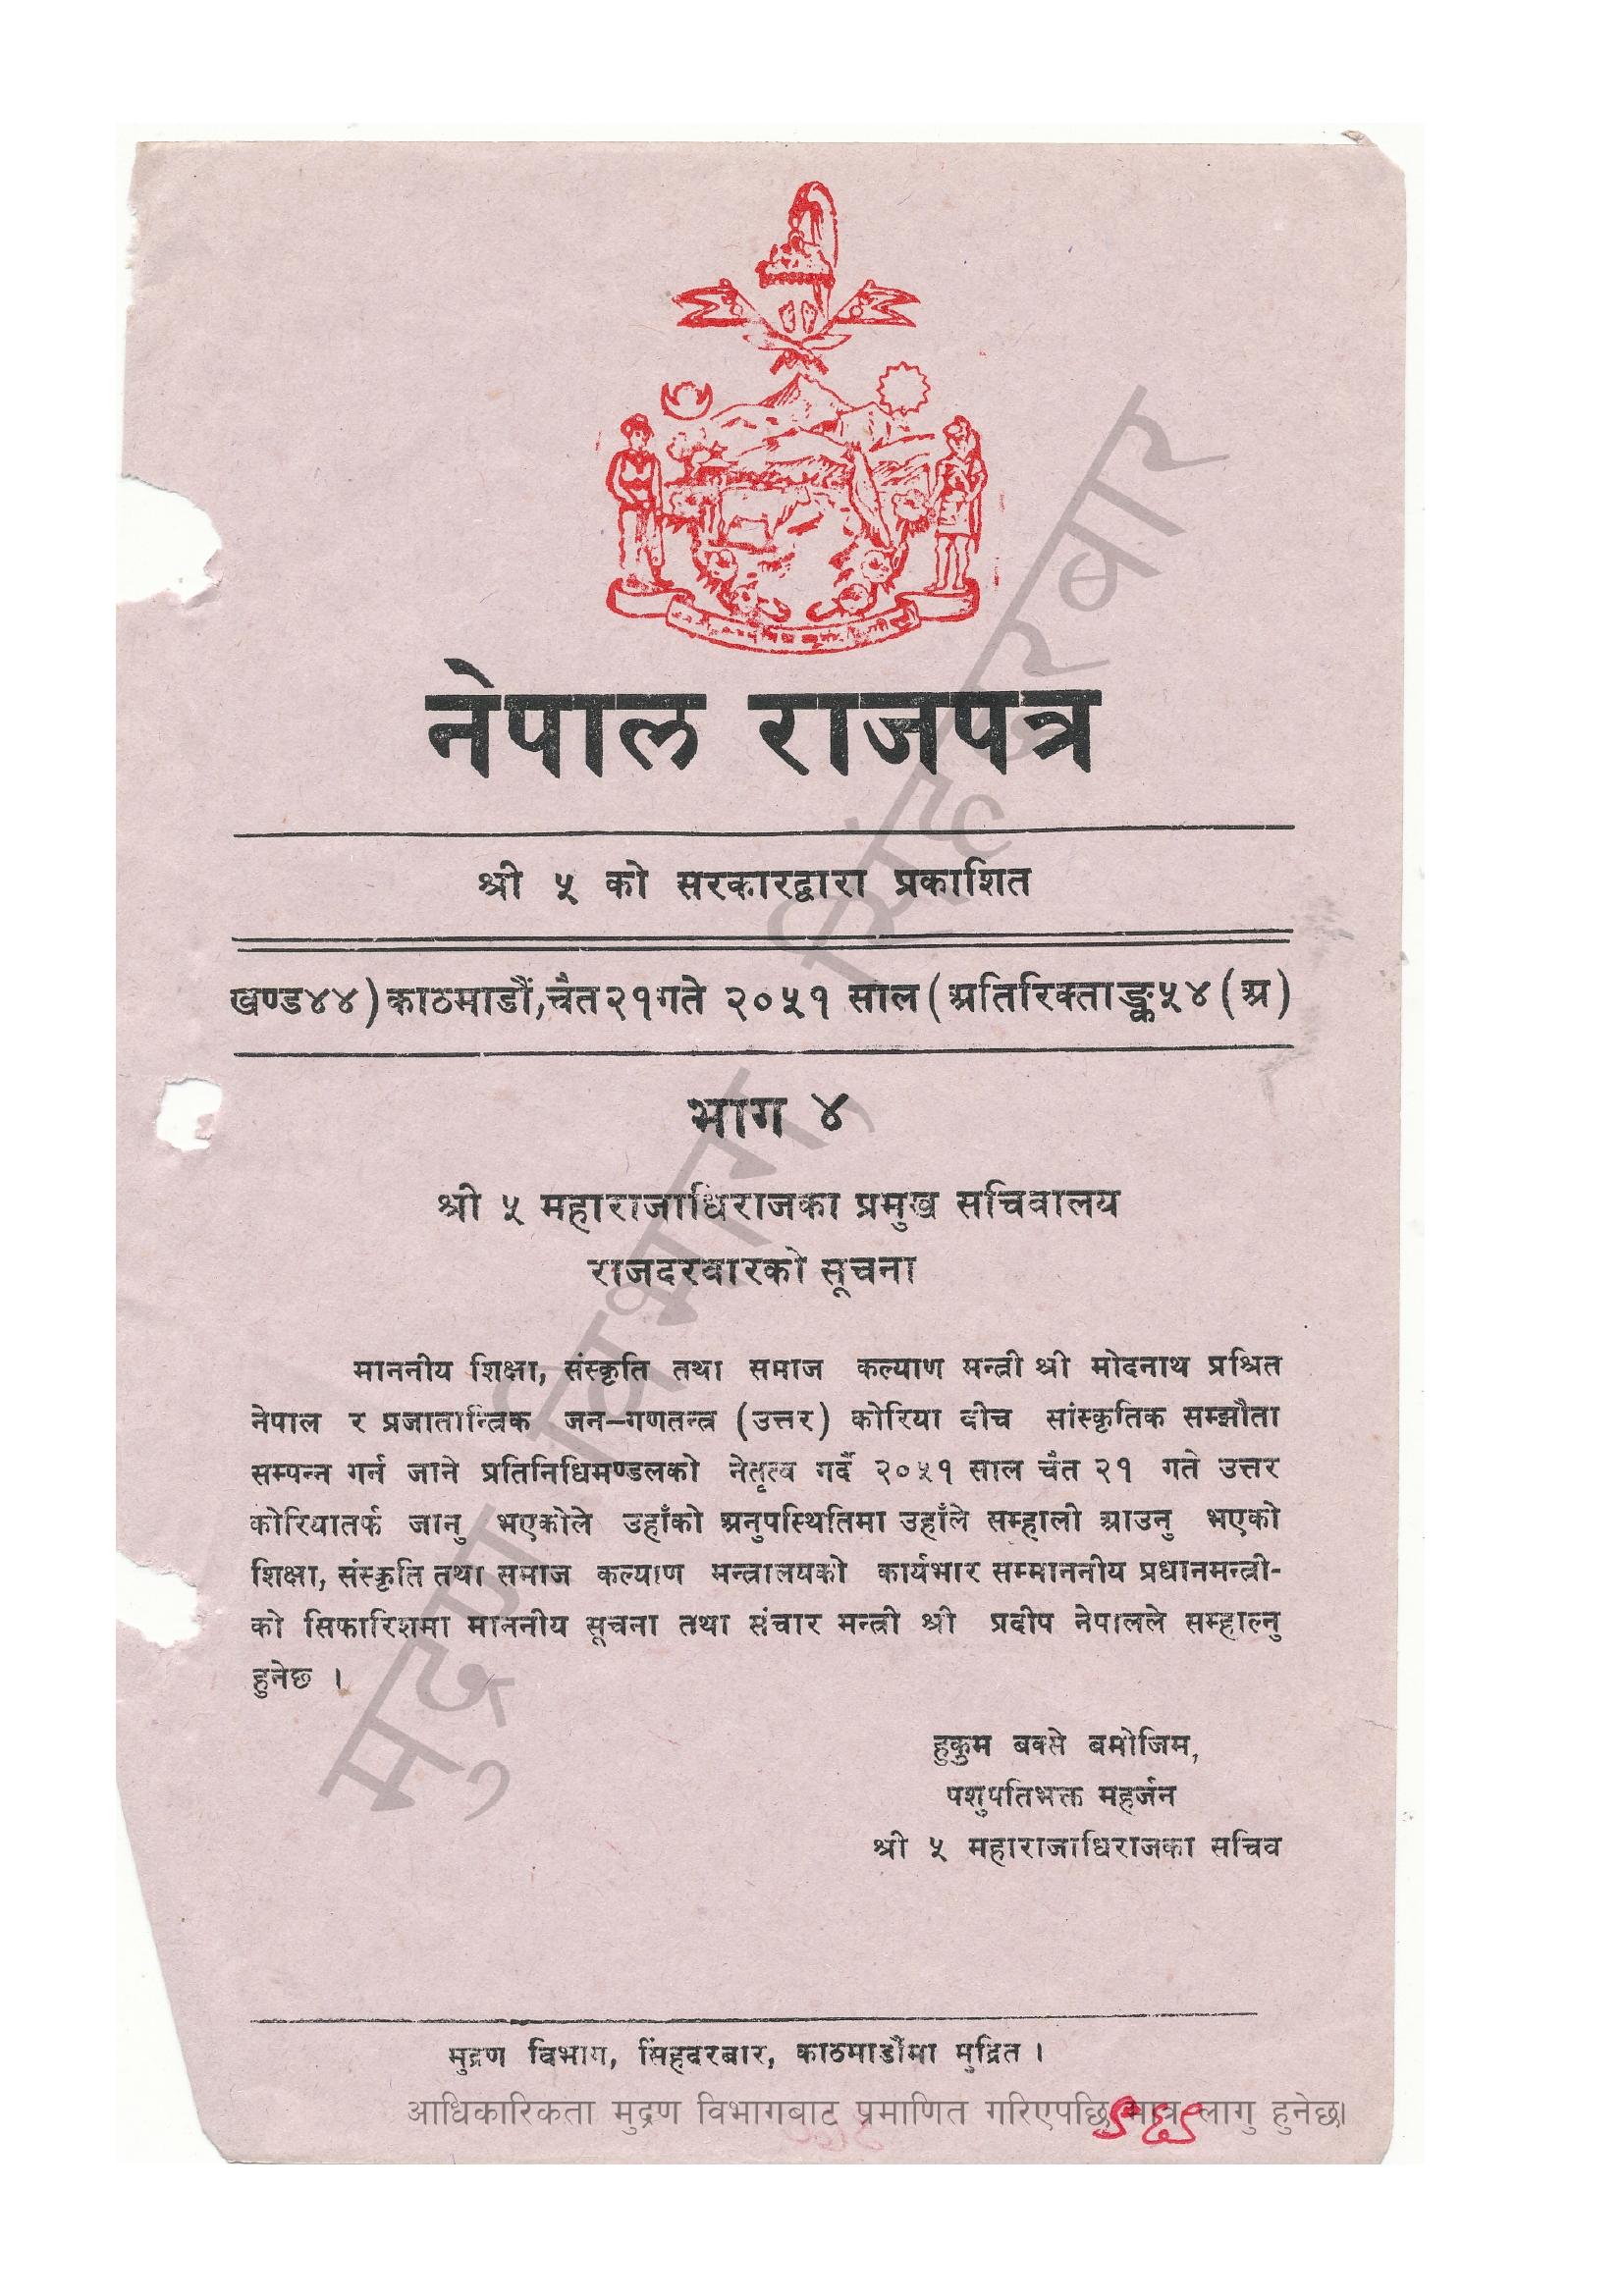 नेपाल राजपत्र
श्री ५ को सरकारद्वारा प्रकाशित
खण्ड ४४) काठमाडौं, चैत २१ गते २०५१ साल (अतिरिक्ताङ्क ५४ (अ)
भाग ४
श्री ५ महाराजाधिराजका प्रमुख सचिवालय
राजदरवारको सूचना
माननीय शिक्षा, संस्कृति तथा समाज कल्याण मन्त्री श्री मोदनाथ प्रश्रित
नेपाल र प्रजातान्त्रिक जन-गणतन्त्र (उत्तर) कोरिया वीच सांस्कृतिक सम्झौता
सम्पन्न गर्न जाने प्रतिनिधिमण्डलको नेतृत्व गर्दै २०५१ साल चैत २१ गते उत्तर
कोरियातर्फ जानु भएकोले उहाँको अनुपस्थितिमा उहाँले सम्हाली आउनु भएको
शिक्षा, संस्कृति तथा समाज कल्याण मन्त्रालयको कार्यभार सम्माननीय प्रधानमन्त्री-
को सिफारिशमा माननीय सूचना तथा संचार मन्त्री श्री प्रदीप नेपालले सम्हाल्नु
हुनेछ ।
हुकुम बक्से बमोजिम,
पशुपतिभक्त महर्जन
श्री ५ महाराजाधिराजका सचिव
मुद्रण विभाग, सिंहदरबार, काठमाडौंमा मुद्रित ।
आधिकारिकता मुद्रण विभागबाट प्रमाणित गरिएपछि मात्र लागु हुनेछ।
मुद्रण विभाग, सिंहदरवार